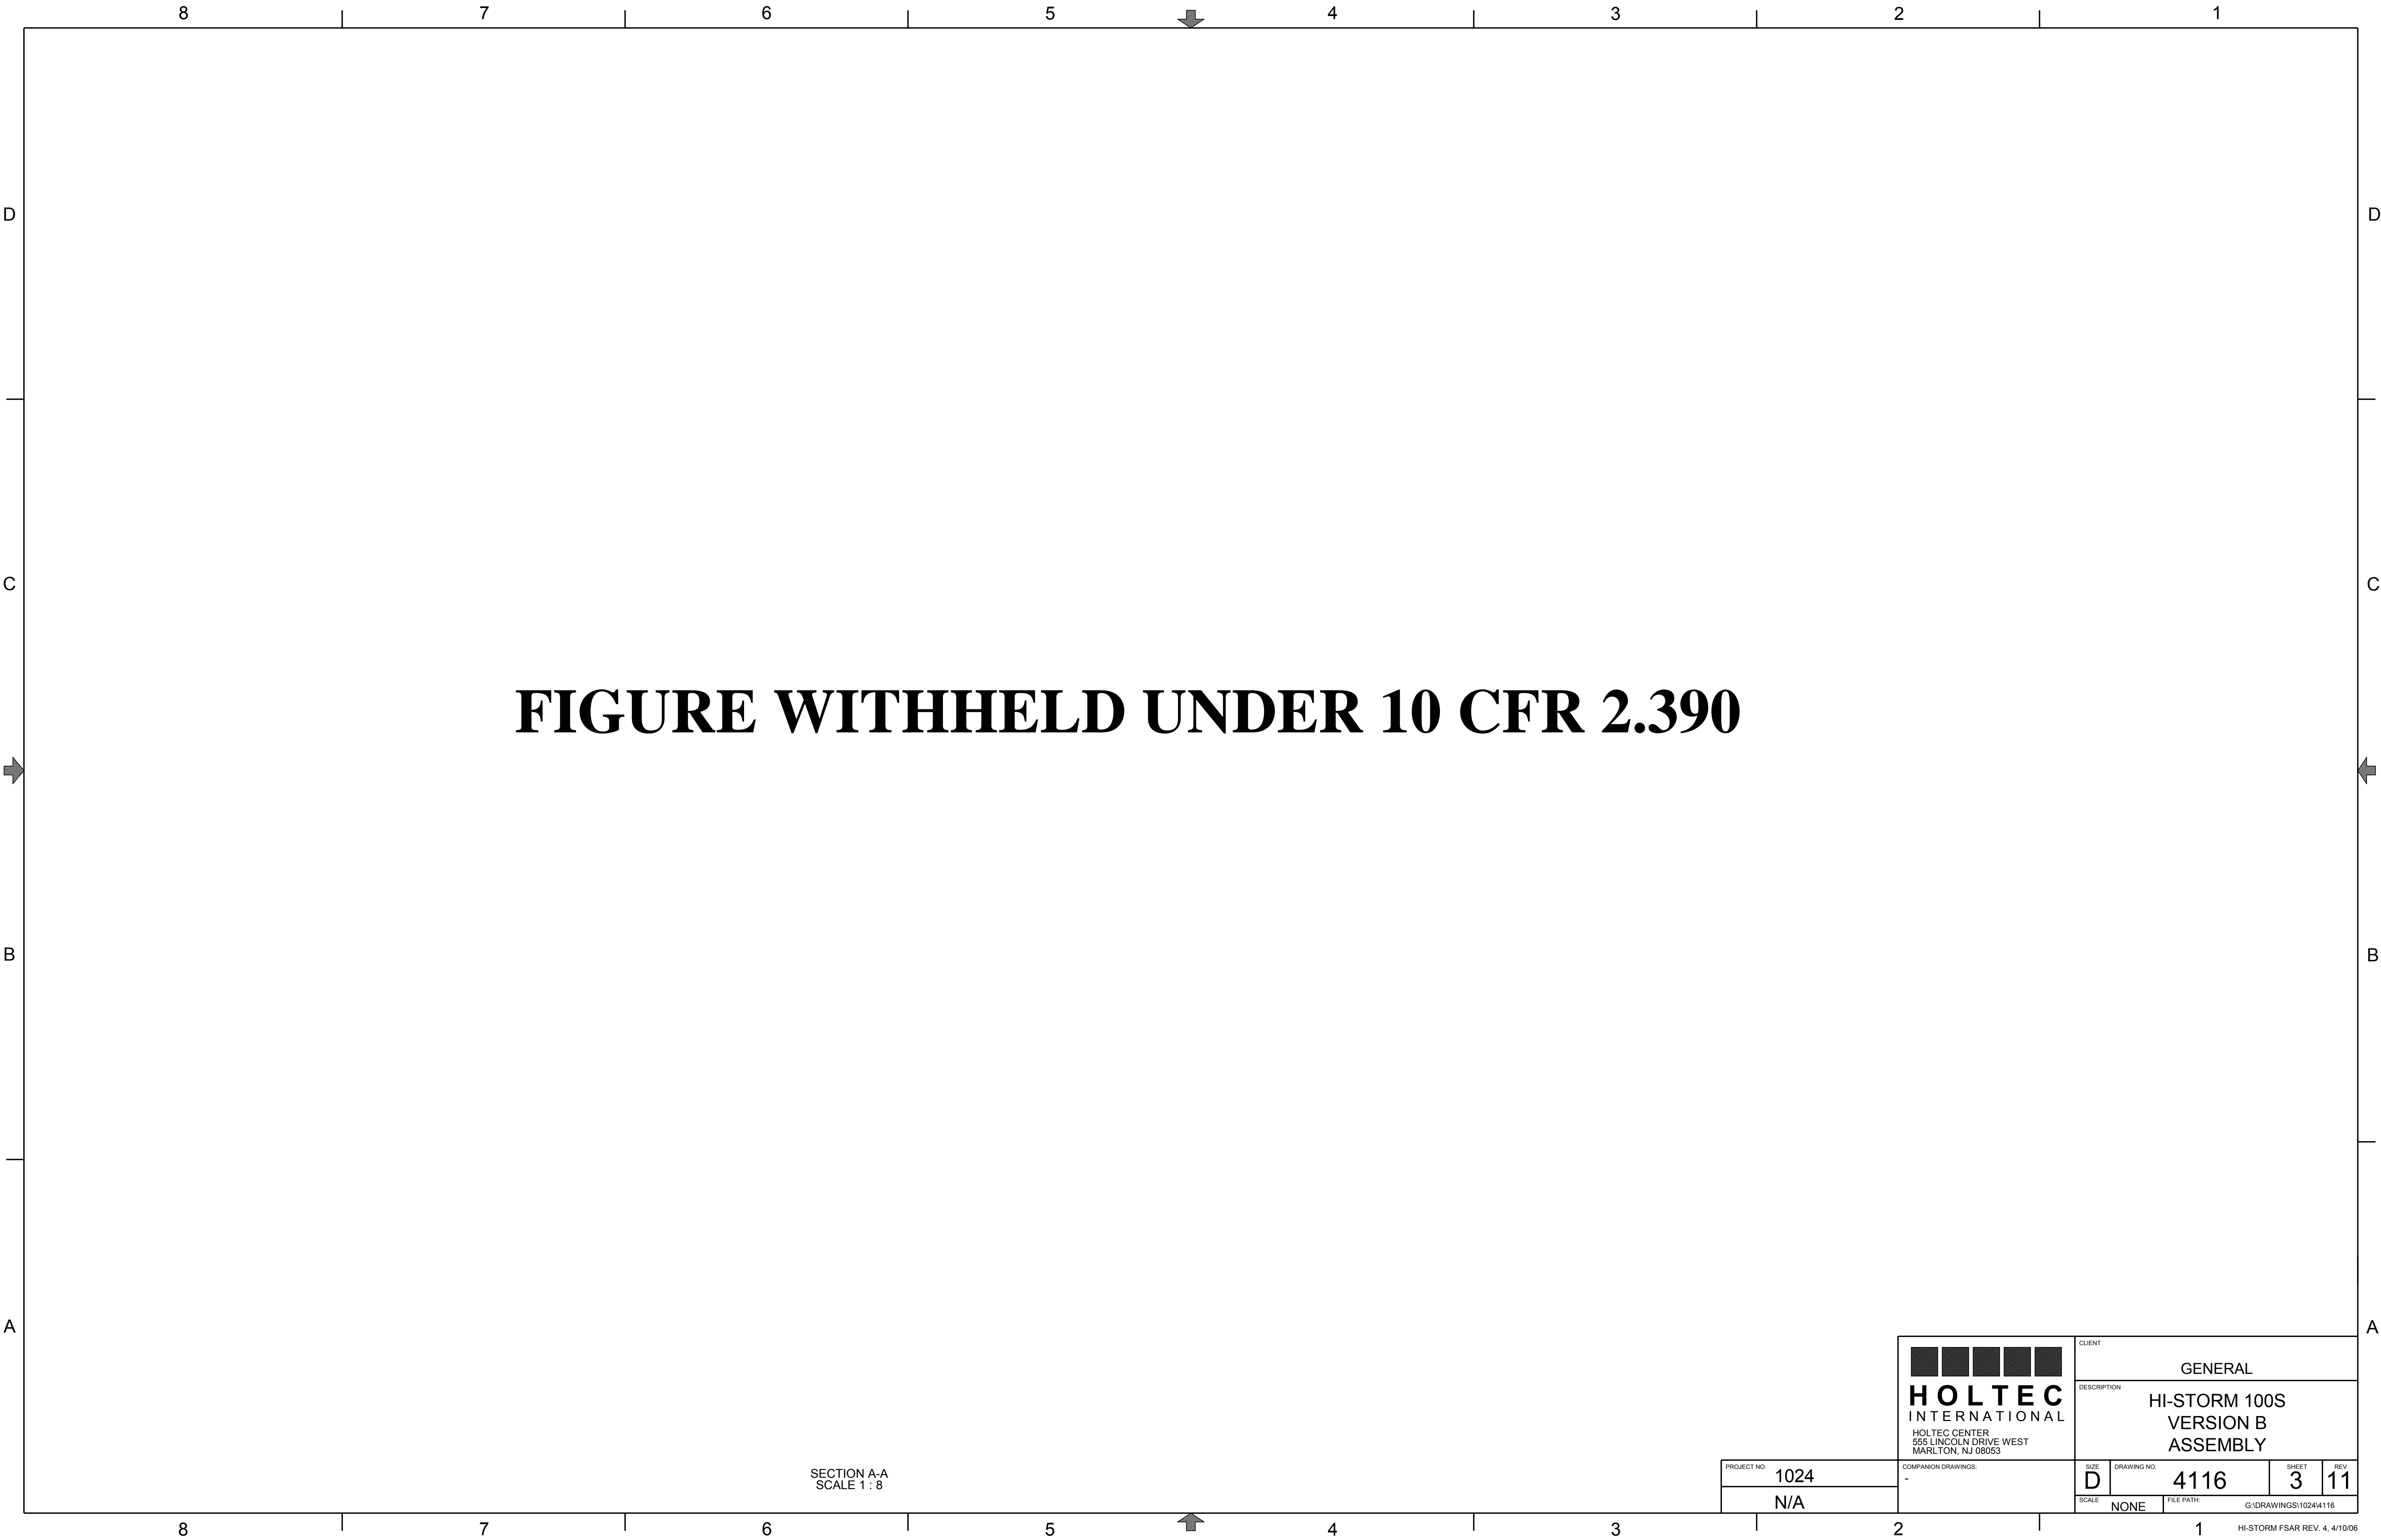 8 7 6 5 4 3 2 1
D D
C C
FIGURE WITHHELD UNDER 10 CFR 2.390
B B
A A
SECTION A-A
SCALE 1 : 8
HOLTEC
INTERNATIONAL
HOLTEC CENTER
555 LINCOLN DRIVE WEST
MARLTON, NJ 08053
CLIENT
GENERAL
DESCRIPTION
HI-STORM 100S
VERSION B
ASSEMBLY
PROJECT NO.
1024
N/A
COMPANION DRAWINGS:
-
SIZE
D
DRAWING NO.
4116
SHEET
3
REV
11
SCALE
NONE
FILE PATH:
G:\DRAWINGS\1024\4116
8 7 6 5 4 3 2 1
HI-STORM FSAR REV. 4, 4/10/06